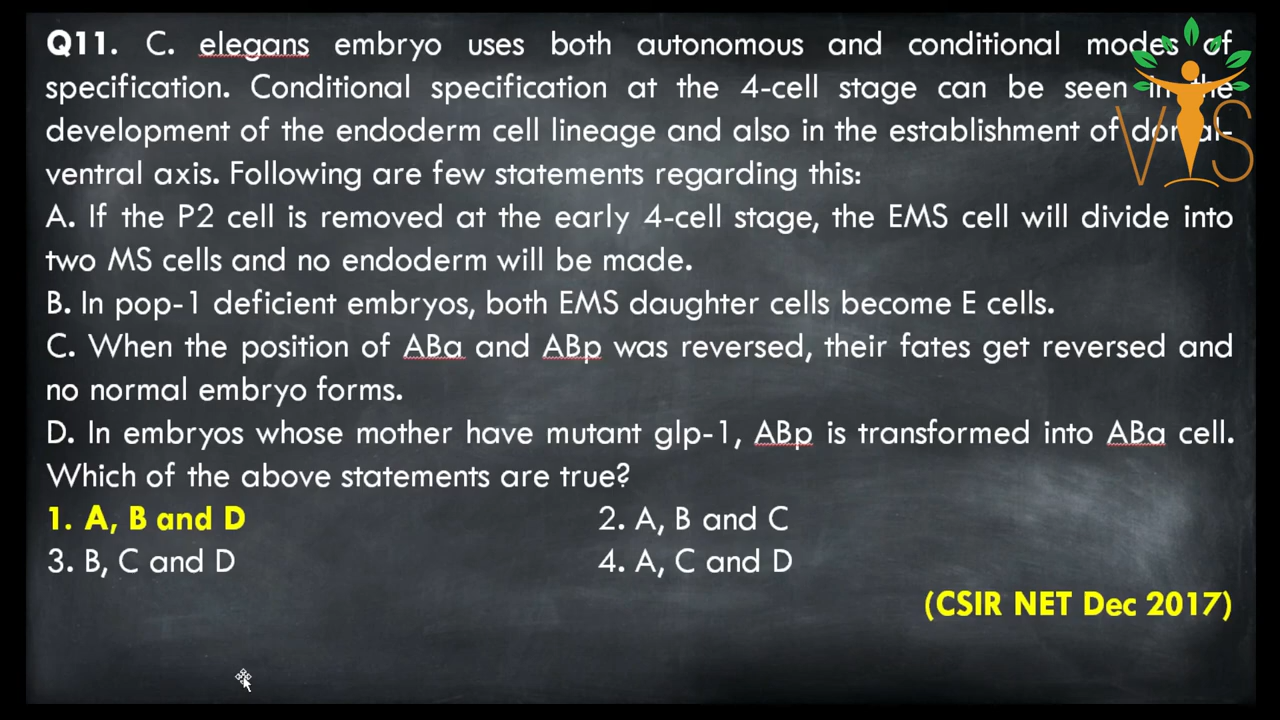 Q11. C. elegans embryo uses both autonomous and conditional modes of
specification. Conditional specification at the 4-cell stage can be seen in the
development of the endoderm cell lineage and also in the establishment of dorsal-
ventral axis. Following are few statements regarding this:
A. If the P2 cell is removed at the early 4-cell stage, the EMS cell will divide into
two MS cells and no endoderm will be made.
B. In pop-1 deficient embryos, both EMS daughter cells become E cells.
C. When the position of ABa and ABp was reversed, their fates get reversed and
no normal embryo forms.
D. In embryos whose mother have mutant glp-1, ABp is transformed into ABa cell.
Which of the above statements are true?
1. A, B and D 2. A, B and C
3. B, C and D 4. A, C and D
(CSIR NET Dec 2017)
VS